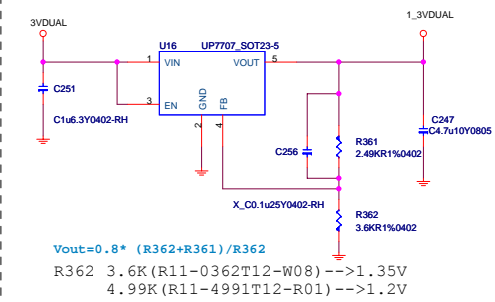 3VDUAL
1_3VDUAL
U16 UP7707_SOT23-5
1 VIN VOUT 5
C251
3 EN
GND
FB
2
4
C1u6.3Y0402-RH
C247
C4.7u10Y0805
C256
R361
2.49KR1%0402
X_C0.1u25Y0402-RH
R362
3.6KR1%0402
Vout=0.8* (R362+R361)/R362
R362 3.6K(R11-0362T12-W08)-->1.35V
4.99K(R11-4991T12-R01)-->1.2V